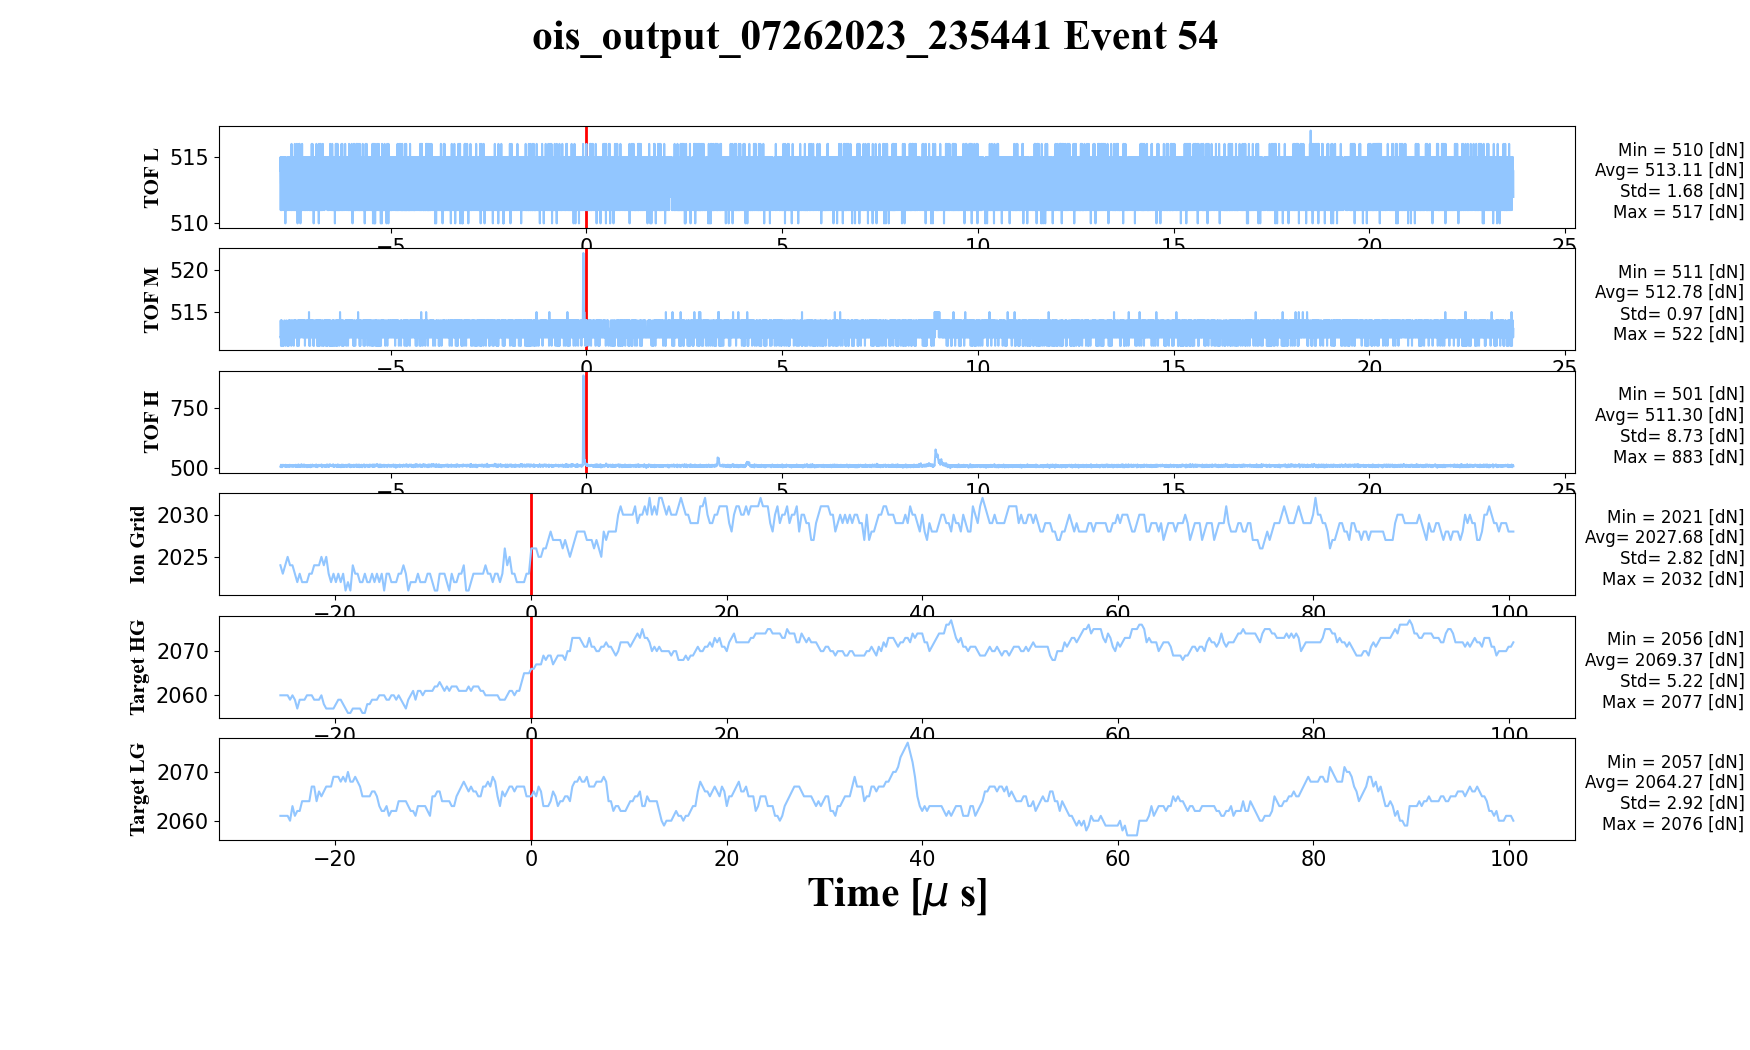 ois_output_07262023_235441 Event 54
TOF L
515
510
Min = 510 [dN]
Avg= 513.11 [dN]
Std= 1.68 [dN]
Max = 517 [dN]
−5 0 5 10 15 20 25
TOF M
520
515
Min = 511 [dN]
Avg= 512.78 [dN]
Std= 0.97 [dN]
Max = 522 [dN]
−5 0 5 10 15 20 25
TOF H
750
500
Min = 501 [dN]
Avg= 511.30 [dN]
Std= 8.73 [dN]
Max = 883 [dN]
−5 0 5 10 15 20 25
Ion Grid
2030
2025
Min = 2021 [dN]
Avg= 2027.68 [dN]
Std= 2.82 [dN]
Max = 2032 [dN]
−20 0 20 40 60 80 100
Target HG
2070
2060
Min = 2056 [dN]
Avg= 2069.37 [dN]
Std= 5.22 [dN]
Max = 2077 [dN]
−20 0 20 40 60 80 100
Target LG
2070
2060
Min = 2057 [dN]
Avg= 2064.27 [dN]
Std= 2.92 [dN]
Max = 2076 [dN]
−20 0 20 40 60 80 100
Time [μ s]